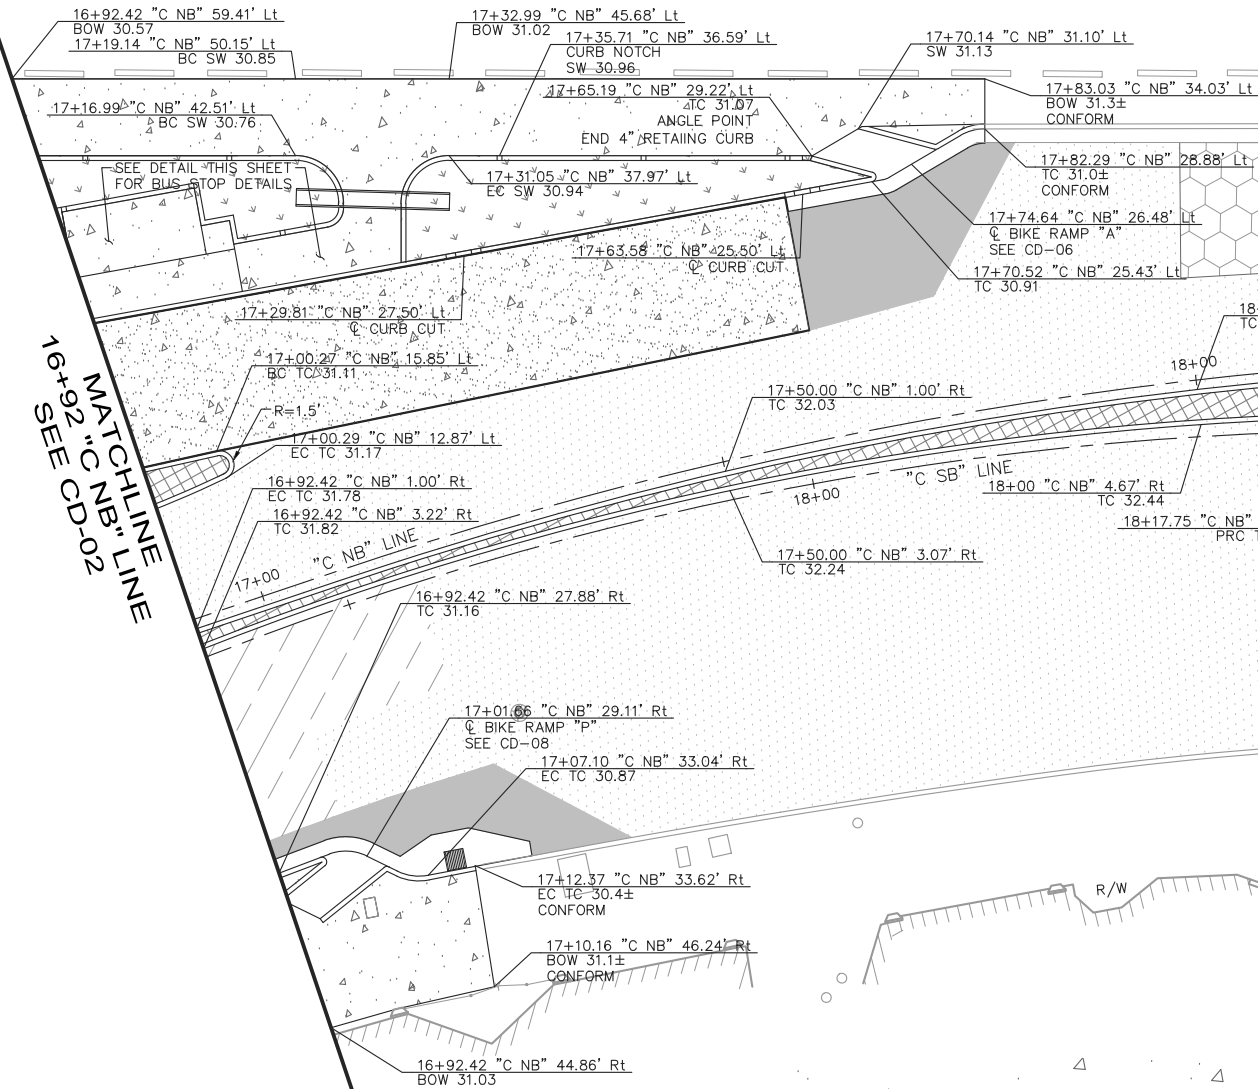 16+92.42 "C NB" 59.41' Lt
BOW 30.57
17+19.14 "C NB" 50.15' Lt
BC SW 30.85
17+32.99 "C NB" 45.68' Lt
BOW 31.02
17+35.71 "C NB" 36.59' Lt
CURB NOTCH
SW 30.96
17+70.14 "C NB" 31.10' Lt
SW 31.13
17+83.03 "C NB" 34.03' Lt
BOW 31.3±
CONFORM
17+16.99 "C NB" 42.51' Lt
BC SW 30.76
17+65.19 "C NB" 29.22' Lt
TC 31.07
ANGLE POINT
END 4" RETAIING CURB
SEE DETAIL THIS SHEET
FOR BUS STOP DETAILS
17+31.05 "C NB" 37.97' Lt
EC SW 30.94
17+82.29 "C NB" 28.88' Lt
TC 31.0±
CONFORM
17+74.64 "C NB" 26.48' Lt
℄ BIKE RAMP "A"
SEE CD-06
17+63.58 "C NB" 25.50' Lt
℄ CURB CUT
17+70.52 "C NB" 25.43' Lt
TC 30.91
17+29.81 "C NB" 27.50' Lt
℄ CURB CUT
18+
TC
17+00.27 "C NB" 15.85' Lt
BC TC 31.11
18+00
R=1.5'
17+50.00 "C NB" 1.00' Rt
TC 32.03
MATCHLINE
16+92 "C NB" LINE
SEE CD-02
17+00.29 "C NB" 12.87' Lt
EC TC 31.17
"C SB" LINE
18+00
16+92.42 "C NB" 1.00' Rt
EC TC 31.78
18+00 "C NB" 4.67' Rt
TC 32.44
16+92.42 "C NB" 3.22' Rt
TC 31.82
18+17.75 "C NB"
PRC
"C NB" LINE
17+00
17+50.00 "C NB" 3.07' Rt
TC 32.24
16+92.42 "C NB" 27.88' Rt
TC 31.16
17+01.66 "C NB" 29.11' Rt
℄ BIKE RAMP "P"
SEE CD-08
17+07.10 "C NB" 33.04' Rt
EC TC 30.87
17+12.37 "C NB" 33.62' Rt
EC TC 30.4±
CONFORM
R/W
17+10.16 "C NB" 46.24' Rt
BOW 31.1±
CONFORM
16+92.42 "C NB" 44.86' Rt
BOW 31.03